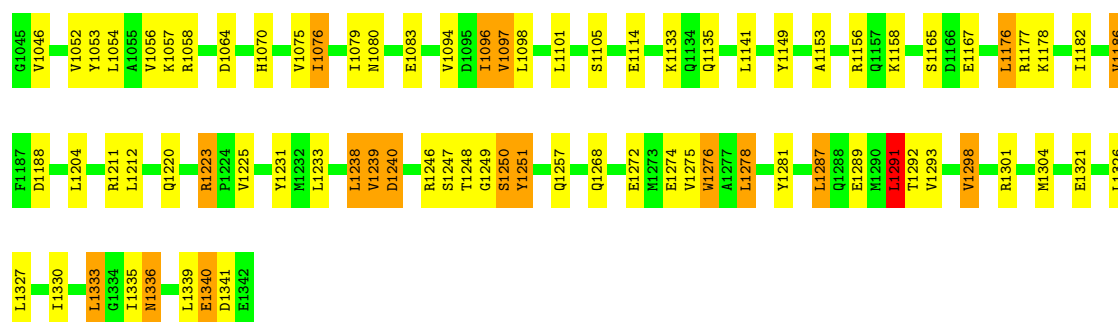 G1045 V1046 V1052 Y1053 L1054 A1055 V1056 K1057 R1058 D1064 H1070 V1075 I1076 I1079 N1080 E1083 V1094 D1095 I1096 V1097 L1098 L1101 S1105 E1114 K1133 Q1134 Q1135 L1141 Y1149 A1153 R1156 Q1157 K1158 S1165 D1166 E1167 L1176 R1177 K1178 I1182
F1187 D1188 L1204 R1211 L1212 Q1220 R1223 P1224 V1225 Y1231 M1232 L1233 L1238 V1239 D1240 R1246 S1247 T1248 G1249 S1250 Y1251 Q1257 Q1268 E1272 M1273 E1274 V1275 W1276 A1277 L1278 Y1281 L1287 Q1288 E1289 M1290 L1291 T1292 V1293 V1298 R1301 M1304 E1321
L1327 I1330 L1333 G1334 I1335 N1336 L1339 E1340 D1341 E1342